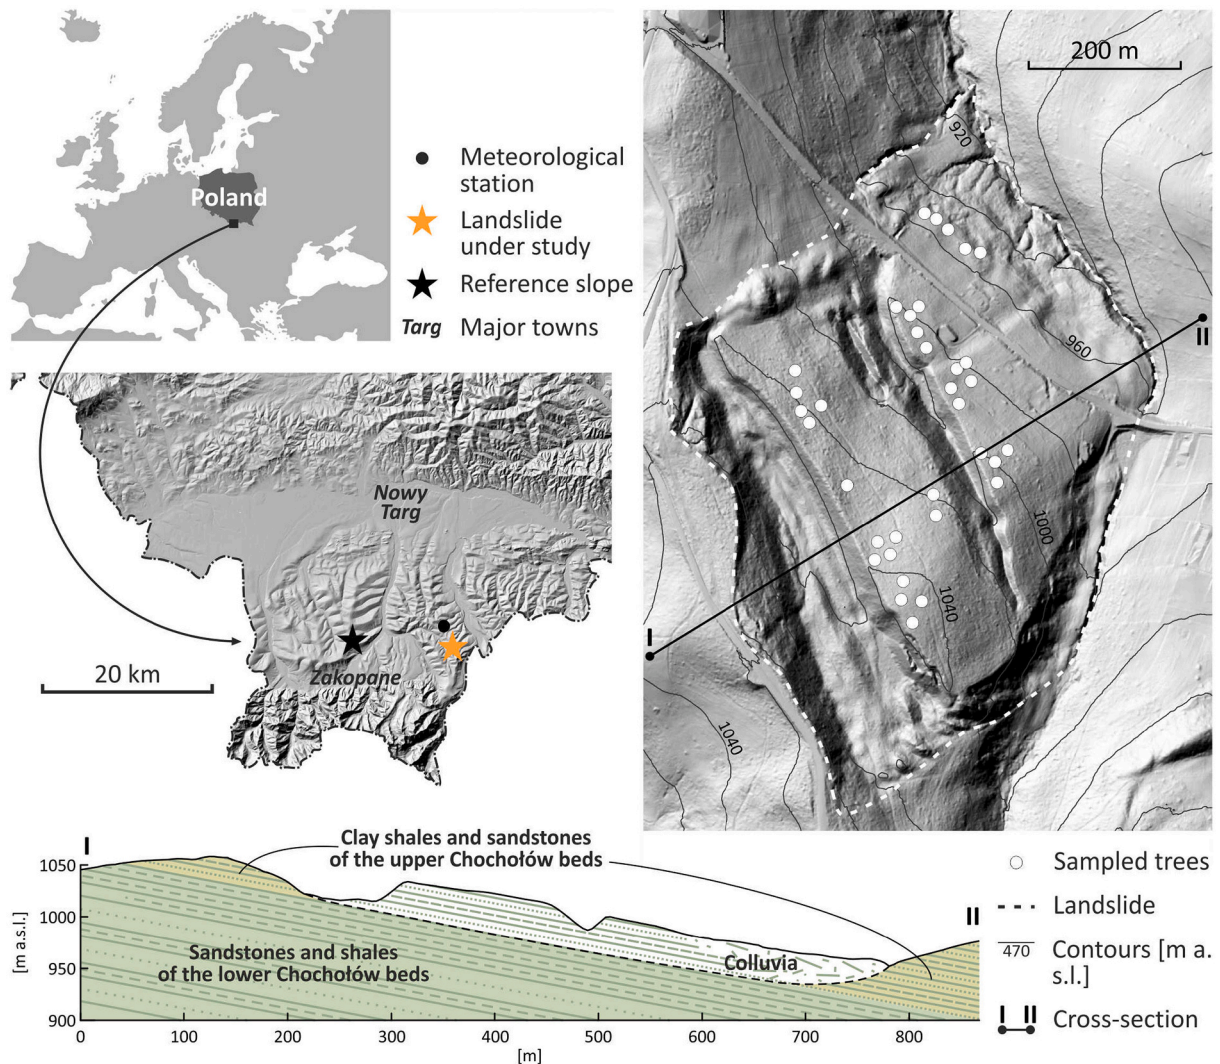 Poland
Meteorological
station
Landslide
under study
Reference slope
Targ Major towns
Nowy
Targ
Zakopane
20 km
200 m
920
960
1000
1040
1040
I
II
I
II
Clay shales and sandstones
of the upper Chochołów beds
Sandstones and shales
of the lower Chochołów beds
Colluvia
[m a.s.l.]
1050
1000
950
900
0 100 200 300 400 500 600 700 800
[m]
Sampled trees
Landslide
470 Contours [m a.
s.l.]
I II
Cross-section